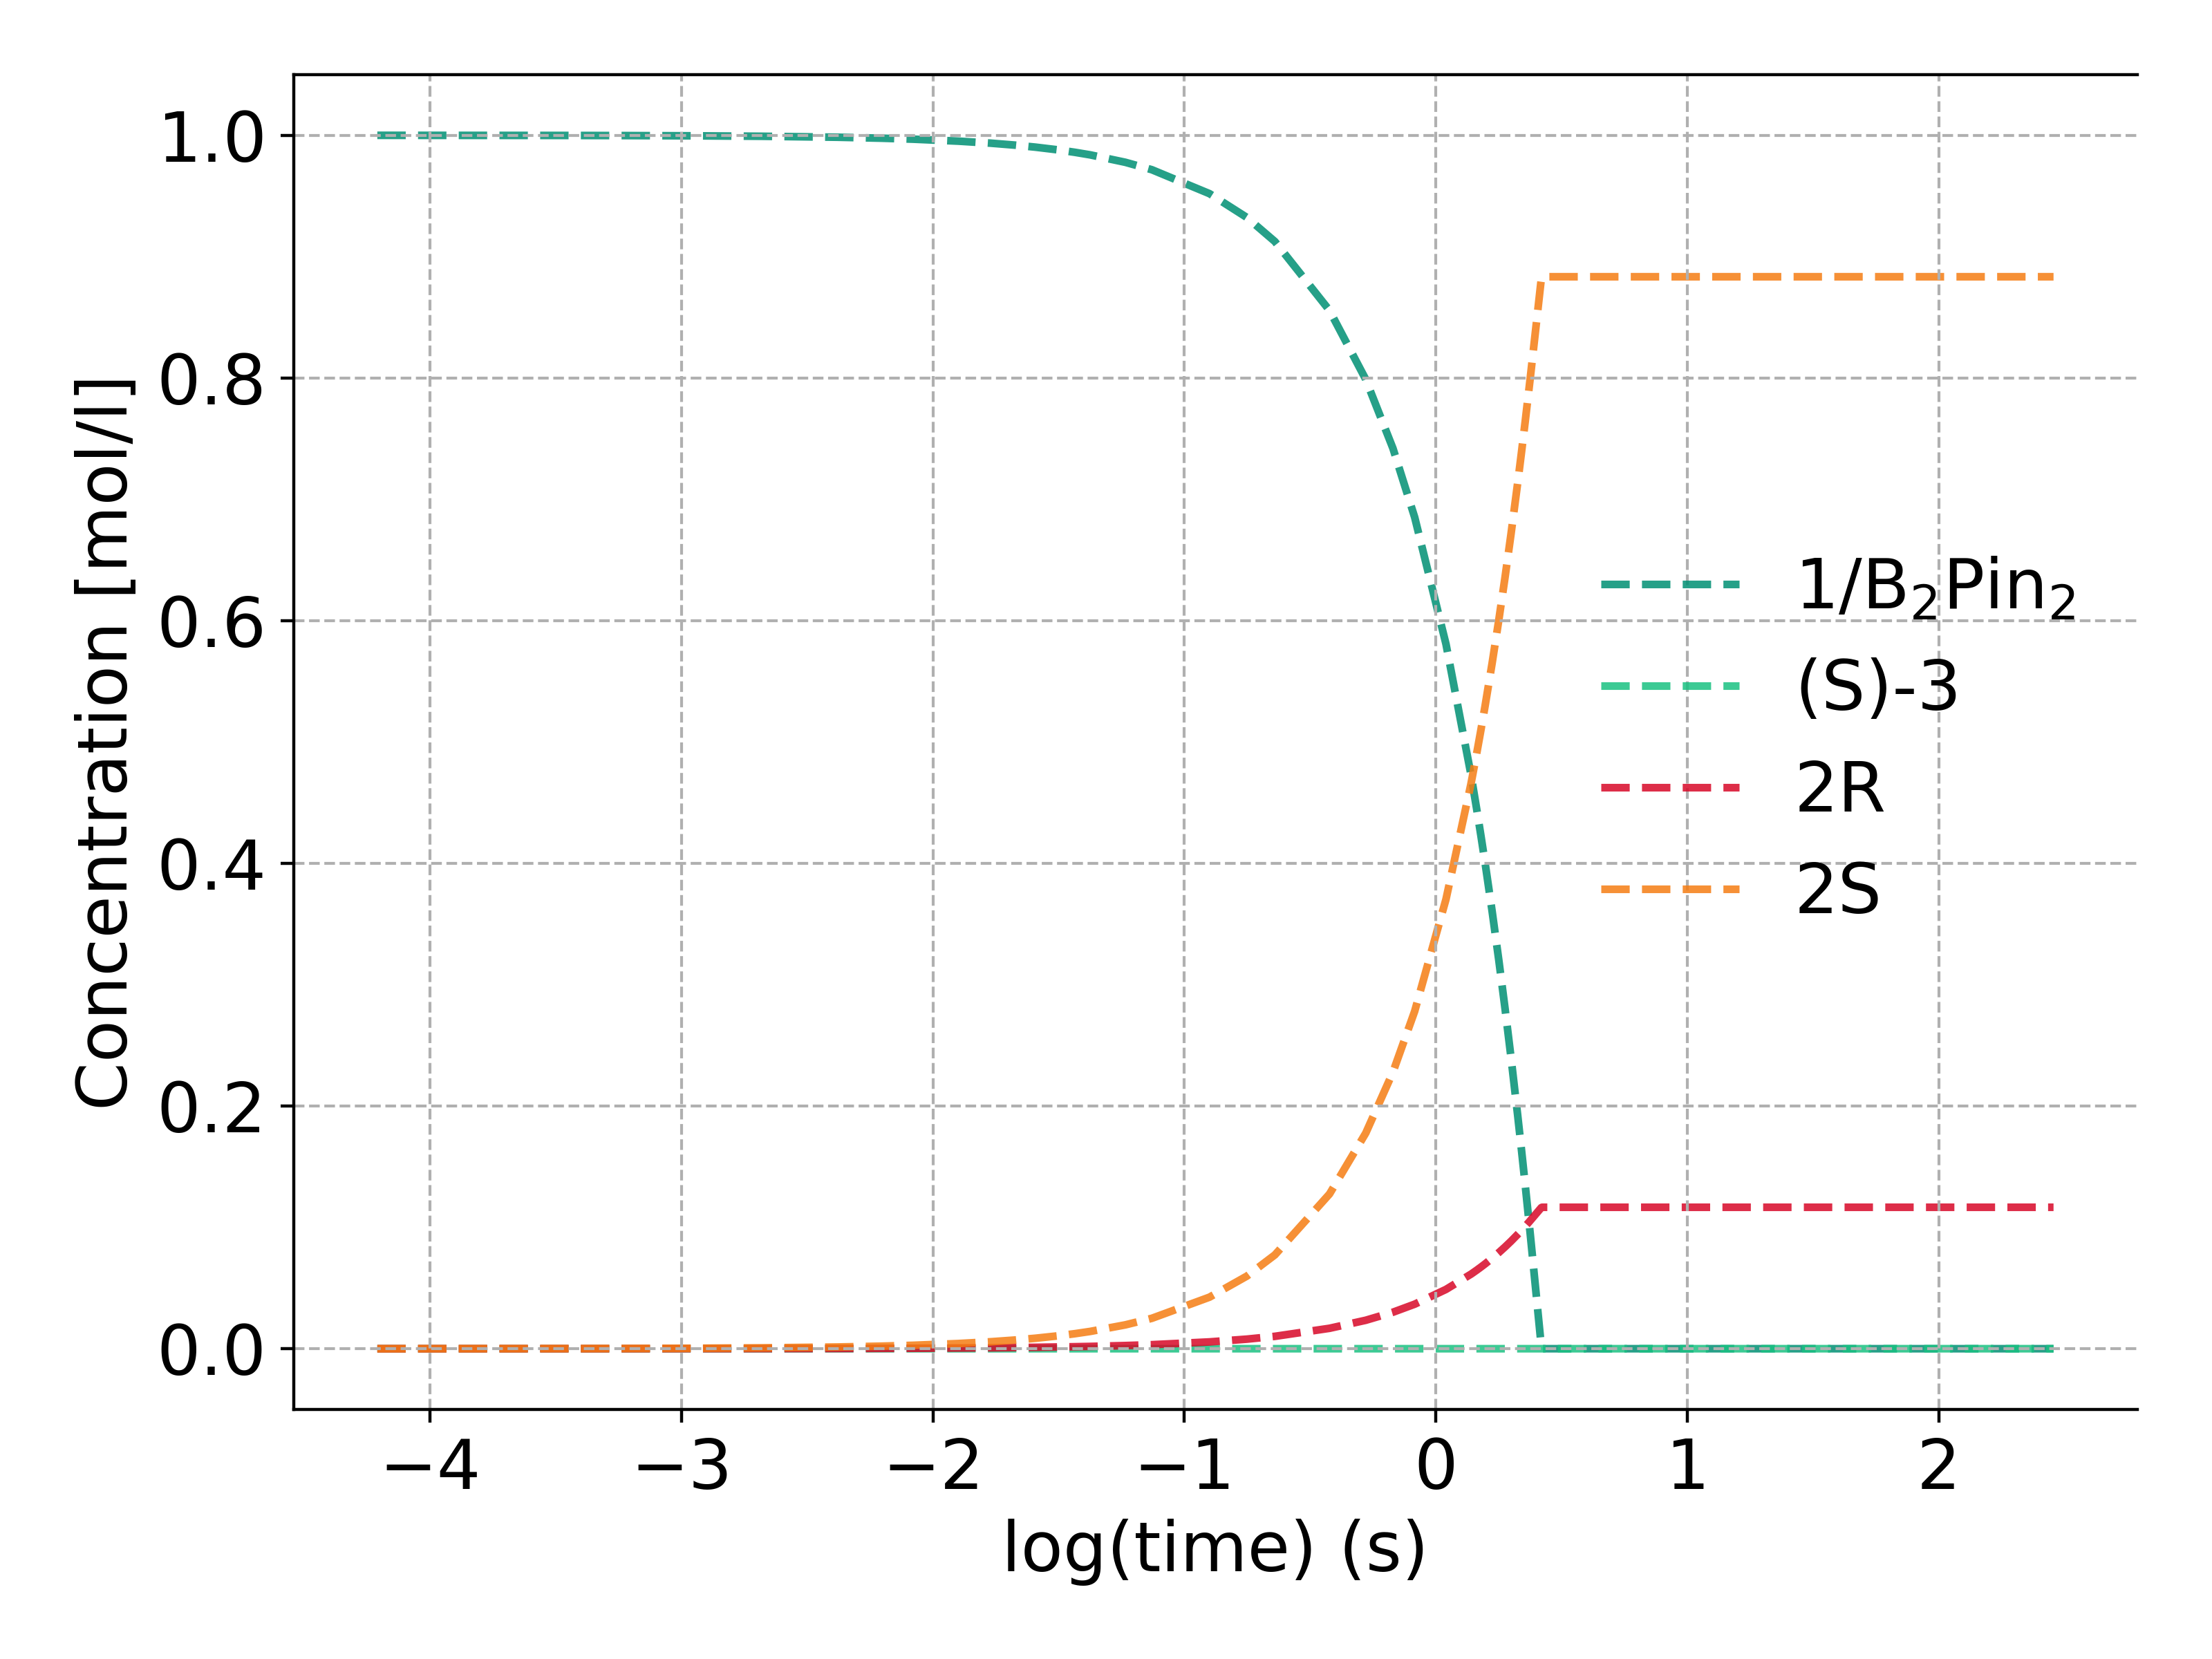 Concentration [mol/l]
1.0
0.8
0.6
0.4
0.2
0.0
1/B₂Pin₂
(S)-3
2R
2S
−4 −3 −2 −1 0 1 2
log(time) (s)